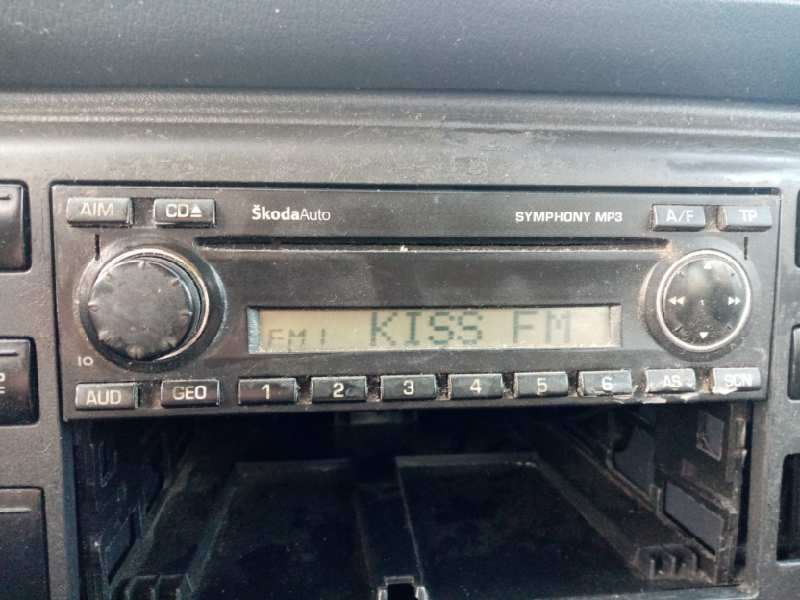 AIM CD ŠkodaAuto SYMPHONY MP3 A/F TP
FM1 KISS FM
AUD GEO 1 2 3 4 5 6 AS SCN